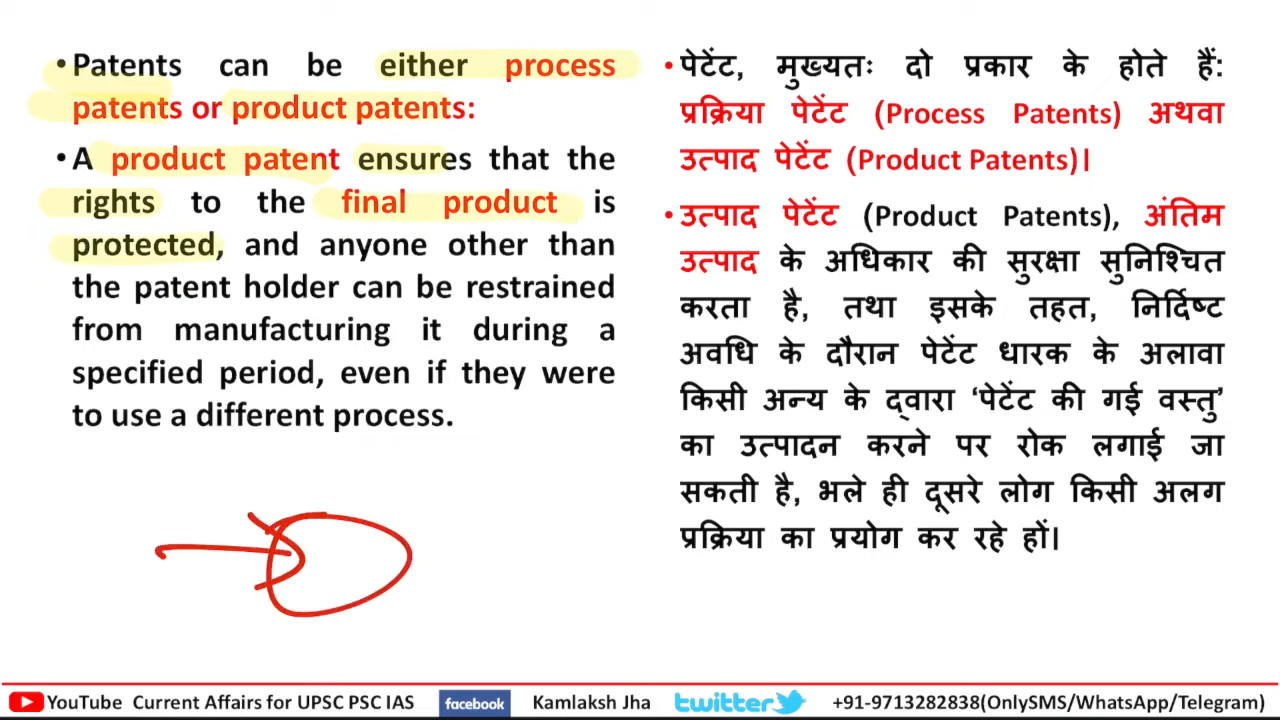 •Patents can be either process
patents or product patents:
•A product patent ensures that the
rights to the final product is
protected, and anyone other than
the patent holder can be restrained
from manufacturing it during a
specified period, even if they were
to use a different process.
•पेटेंट, मुख्यतः दो प्रकार के होते हैं:
प्रक्रिया पेटेंट (Process Patents) अथवा
उत्पाद पेटेंट (Product Patents)।
•उत्पाद पेटेंट (Product Patents), अंतिम
उत्पाद के अधिकार की सुरक्षा सुनिश्चित
करता है, तथा इसके तहत, निर्दिष्ट
अवधि के दौरान पेटेंट धारक के अलावा
किसी अन्य के द्वारा ‘पेटेंट की गई वस्तु’
का उत्पादन करने पर रोक लगाई जा
सकती है, भले ही दूसरे लोग किसी अलग
प्रक्रिया का प्रयोग कर रहे हों।
YouTube Current Affairs for UPSC PSC IAS facebook Kamlaksh Jha twitter +91-9713282838(OnlySMS/WhatsApp/Telegram)